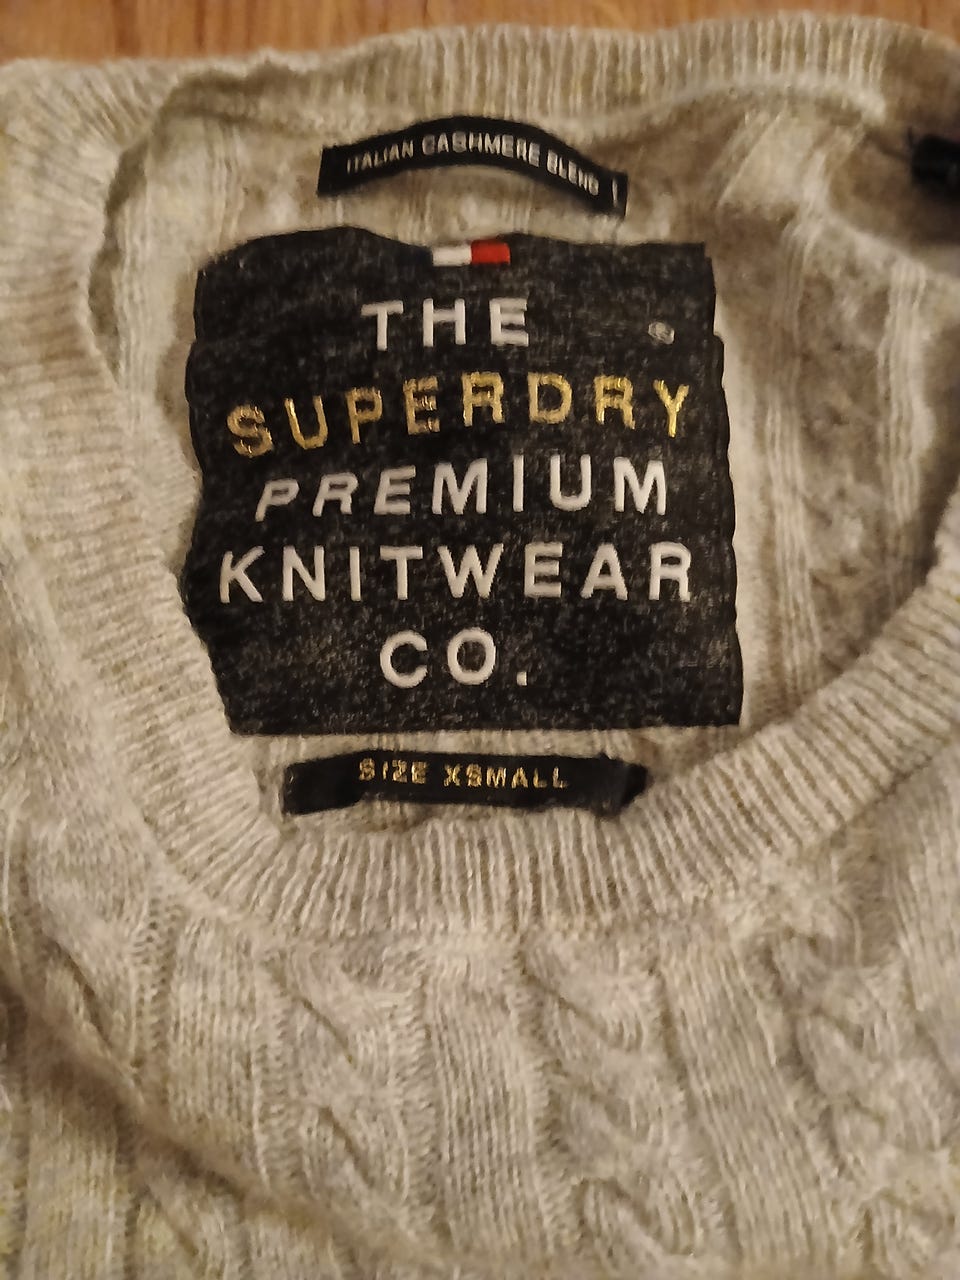 ITALIAN CASHMERE BLEND
THE ®
SUPERDRY
PREMIUM
KNITWEAR
CO.
SIZE XSMALL